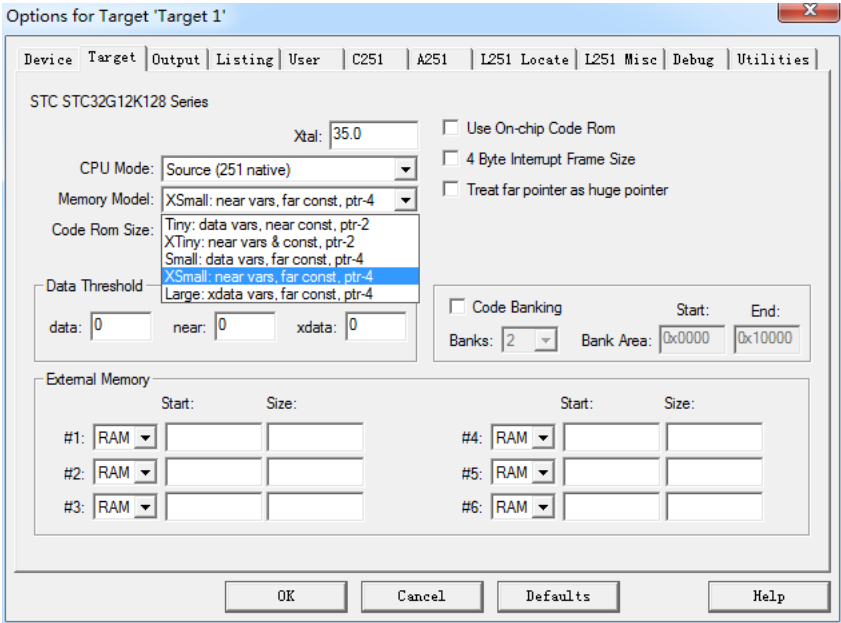 Options for Target 'Target 1'
x
Device Target Output Listing User C251 A251 L251 Locate L251 Misc Debug Utilities
STC STC32G12K128 Series
Xtal: 35.0
Use On-chip Code Rom
CPU Mode: Source (251 native)
4 Byte Interrupt Frame Size
Memory Model: XSmall: near vars, far const, ptr-4
Treat far pointer as huge pointer
Code Rom Size:
Tiny: data vars, near const, ptr-2
XTiny: near vars & const, ptr-2
Small: data vars, far const, ptr-4
XSmall: near vars, far const, ptr-4
Large: xdata vars, far const, ptr-4
Data Threshold
data: 0 near: 0 xdata: 0
Code Banking Start: End:
Banks: 2 Bank Area: 0x0000 0x10000
External Memory
Start: Size: Start: Size:
#1: RAM #4: RAM
#2: RAM #5: RAM
#3: RAM #6: RAM
OK Cancel Defaults Help